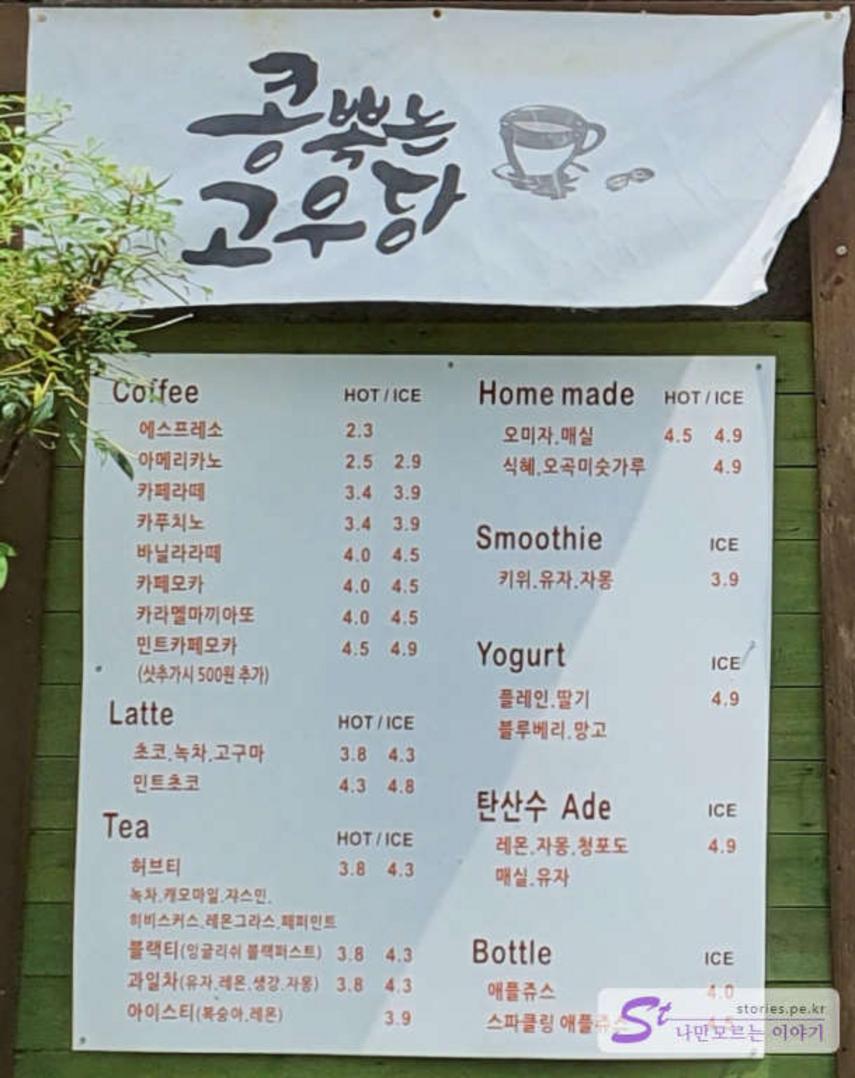 콩볶는
고우당
Coffee HOT / ICE
에스프레소 2.3
아메리카노 2.5 2.9
카페라떼 3.4 3.9
카푸치노 3.4 3.9
바닐라라떼 4.0 4.5
카페모카 4.0 4.5
카라멜마끼아또 4.0 4.5
민트카페모카 4.5 4.9
(샷추가시 500원 추가)
Latte HOT / ICE
초코.녹차.고구마 3.8 4.3
민트초코 4.3 4.8
Tea HOT / ICE
허브티 3.8 4.3
녹차.캐모마일.쟈스민.
히비스커스.레몬그라스.페퍼민트
블랙티(잉글리쉬 블랙퍼스트) 3.8 4.3
과일차(유자.레몬.생강.자몽) 3.8 4.3
아이스티(복숭아.레몬) 3.9
Home made HOT / ICE
오미자.매실 4.5 4.9
식혜.오곡미숫가루 4.9
Smoothie ICE
키위.유자.자몽 3.9
Yogurt ICE
플레인.딸기 4.9
블루베리.망고
탄산수 Ade ICE
레몬.자몽.청포도 4.9
매실.유자
Bottle ICE
애플쥬스 4.0
스파클링 애플쥬스
St stories.pe.kr
나만모르는 이야기